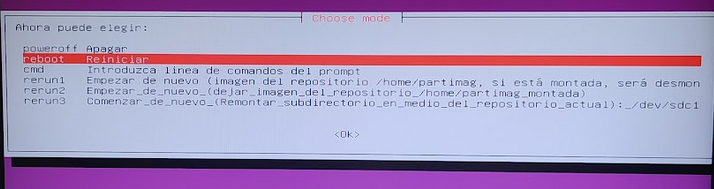 Choose mode
Ahora puede elegir:
poweroff Apagar
reboot Reiniciar
cmd Introduzca línea de comandos del prompt
rerun1 Empezar de nuevo (imagen del repositorio /home/partimag, si está montada, será desmon
rerun2 Empezar_de_nuevo_(dejar_imagen_del_repositorio_/home/partimag_montada)
rerun3 Comenzar_de_nuevo_(Remontar_subdirectorio_en_medio_del_repositorio_actual):_/dev/sdc1
<Ok>